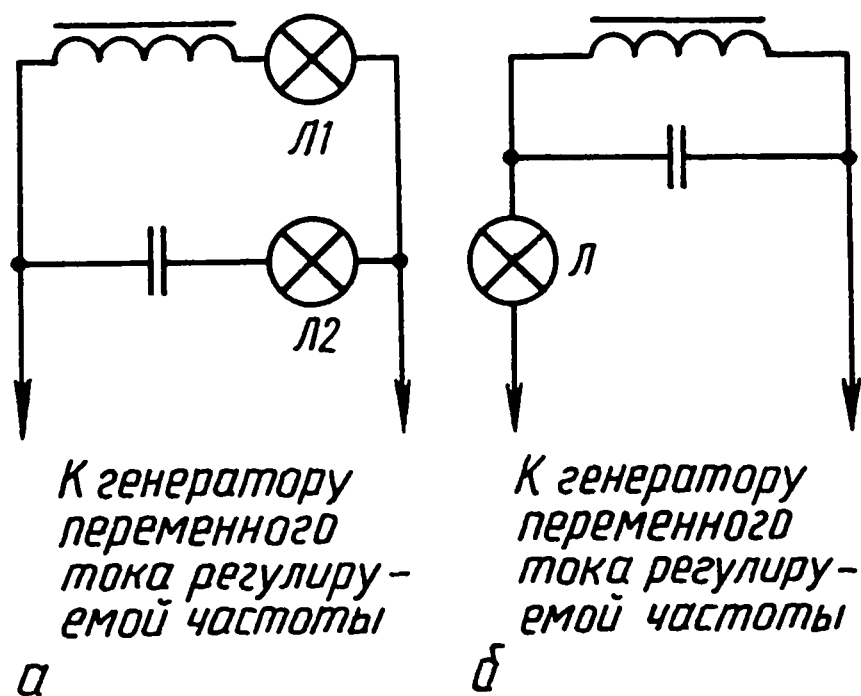 Л1
Л2
К генератору
переменного
тока регулиру-
емой частоты
а
Л
К генератору
переменного
тока регулиру-
емой частоты
б